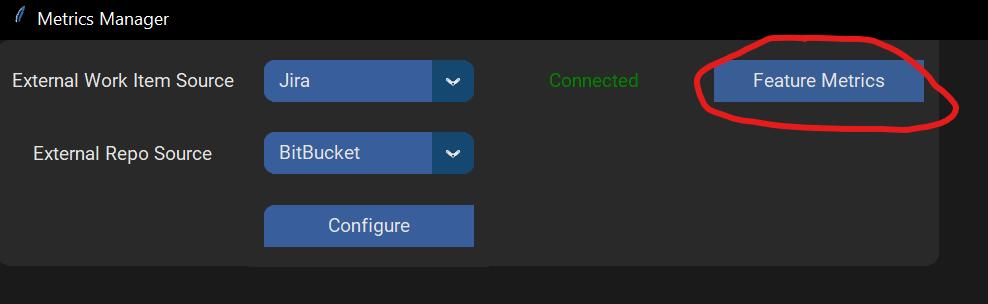 Metrics Manager
External Work Item Source Jira Connected Feature Metrics
External Repo Source BitBucket
Configure